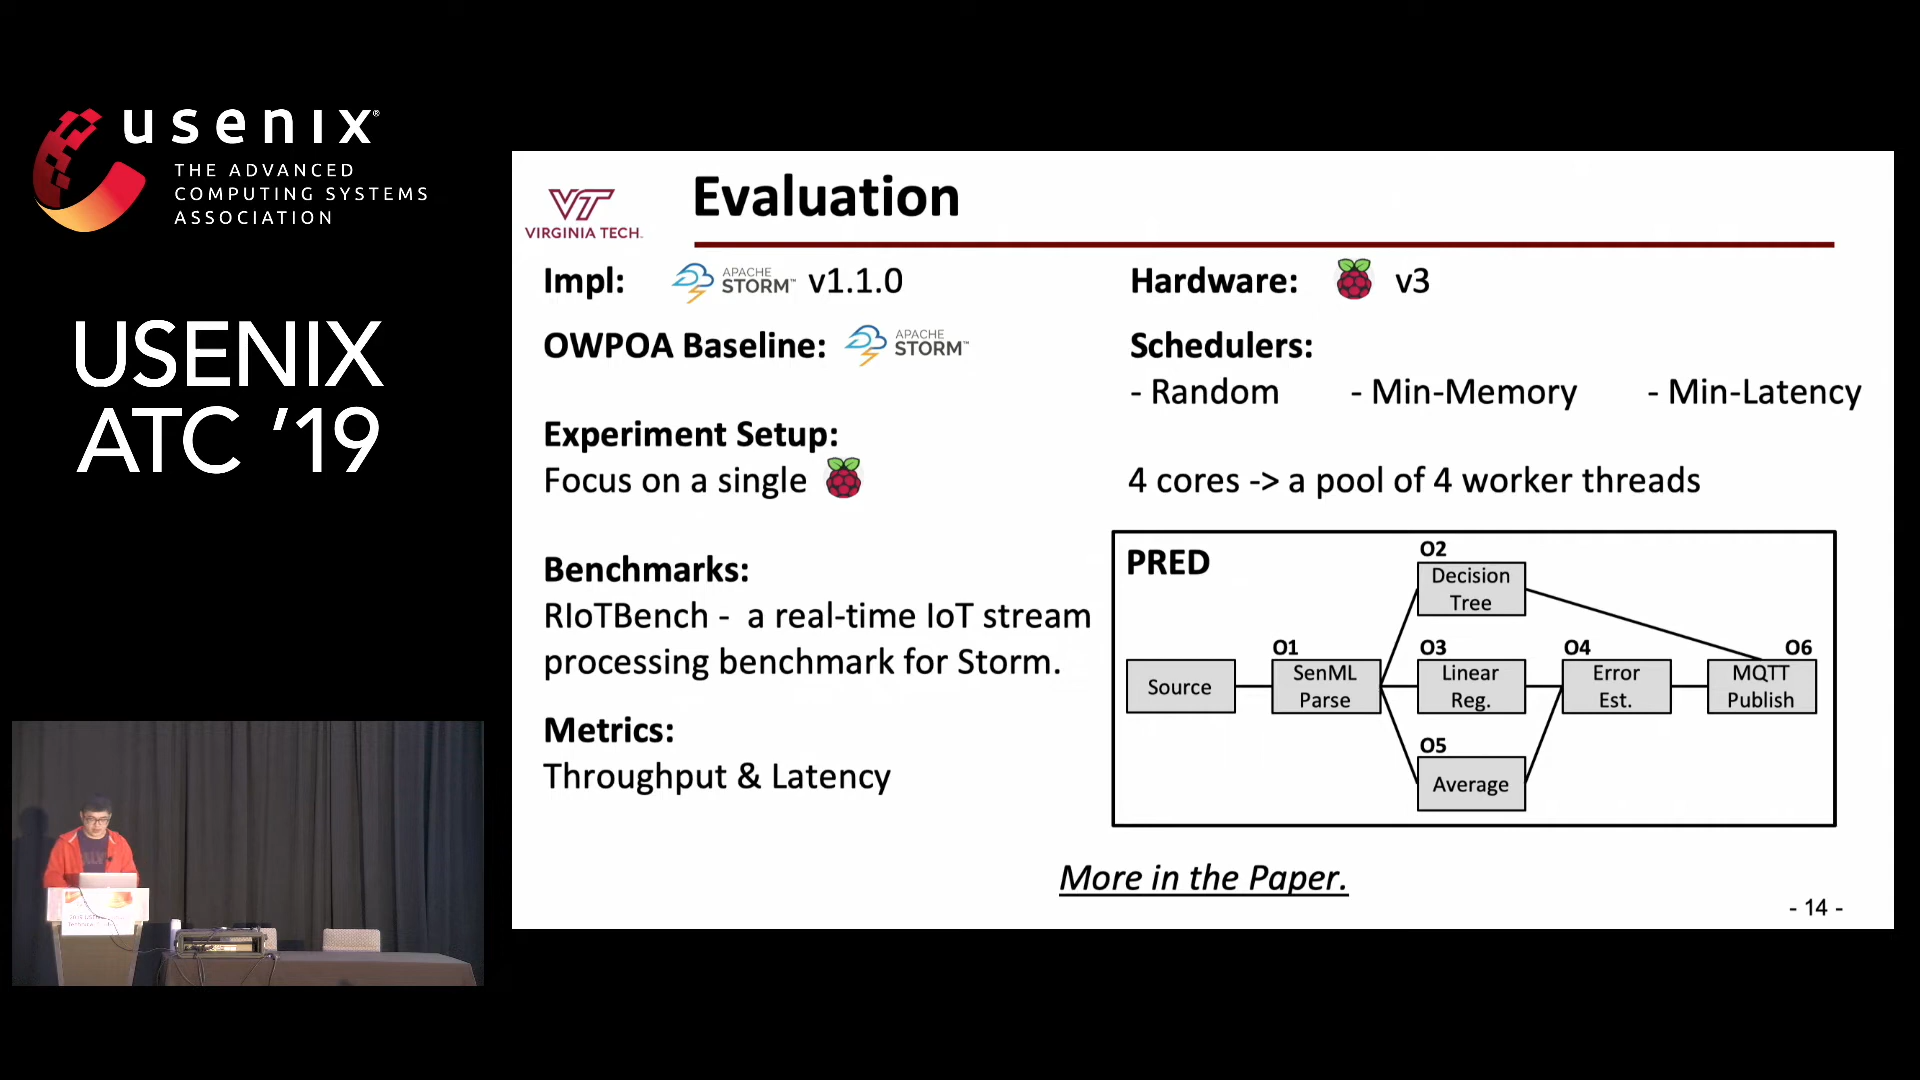 usenix®
THE ADVANCED
COMPUTING SYSTEMS
ASSOCIATION
USENIX
ATC ’19
VT
VIRGINIA TECH.
Evaluation
Impl: APACHE STORM™ v1.1.0
Hardware: v3
OWPOA Baseline: APACHE STORM™
Schedulers:
- Random - Min-Memory - Min-Latency
Experiment Setup:
Focus on a single
4 cores -> a pool of 4 worker threads
Benchmarks:
RIoTBench - a real-time IoT stream
processing benchmark for Storm.
Metrics:
Throughput & Latency
PRED
O2
Decision
Tree
O1
O3
O4
O6
Source
SenML
Parse
Linear
Reg.
Error
Est.
MQTT
Publish
O5
Average
More in the Paper.
- 14 -